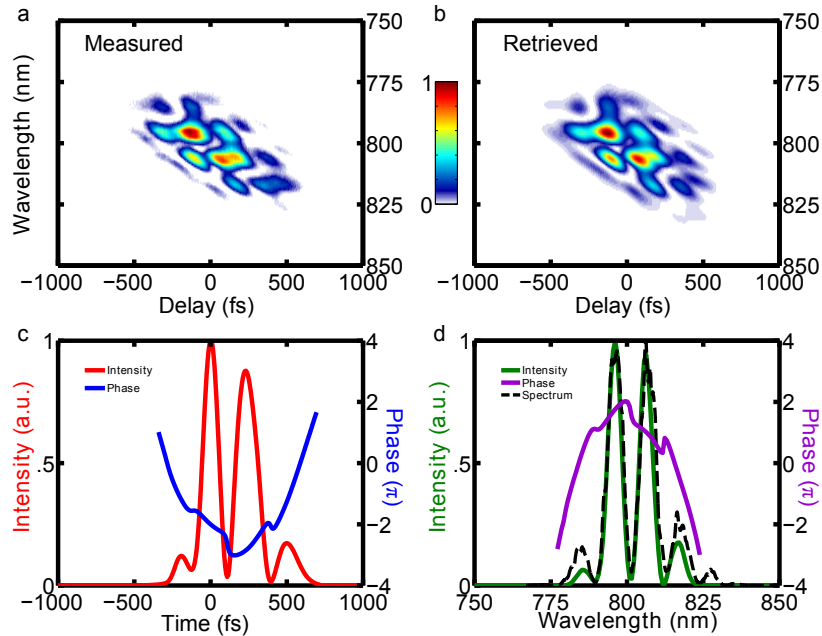 a
Measured
Wavelength (nm)
−1000 −500 0 500 1000
Delay (fs)
750
775
800
825
850
1
0
b
Retrieved
−1000 −500 0 500 1000
Delay (fs)
750
775
800
825
850
c
Intensity
Phase
Intensity (a.u.)
1
.5
0
−1000 −500 0 500 1000
Time (fs)
4
2
0
−2
−4
Phase (π)
d
Intensity
Phase
Spectrum
Intensity (a.u.)
1
.5
0
750 775 800 825 850
Wavelength (nm)
4
2
0
−2
−4
Phase (π)